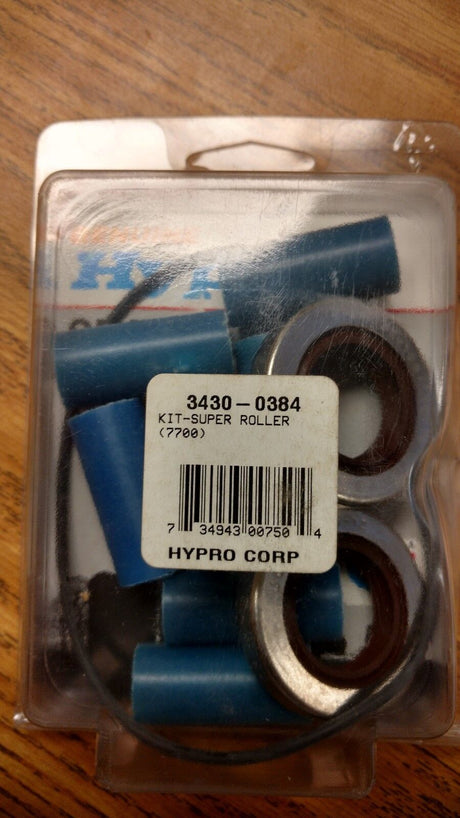 3430-0384
KIT-SUPER ROLLER
(7700)
7 34943 00750 4
HYPRO CORP